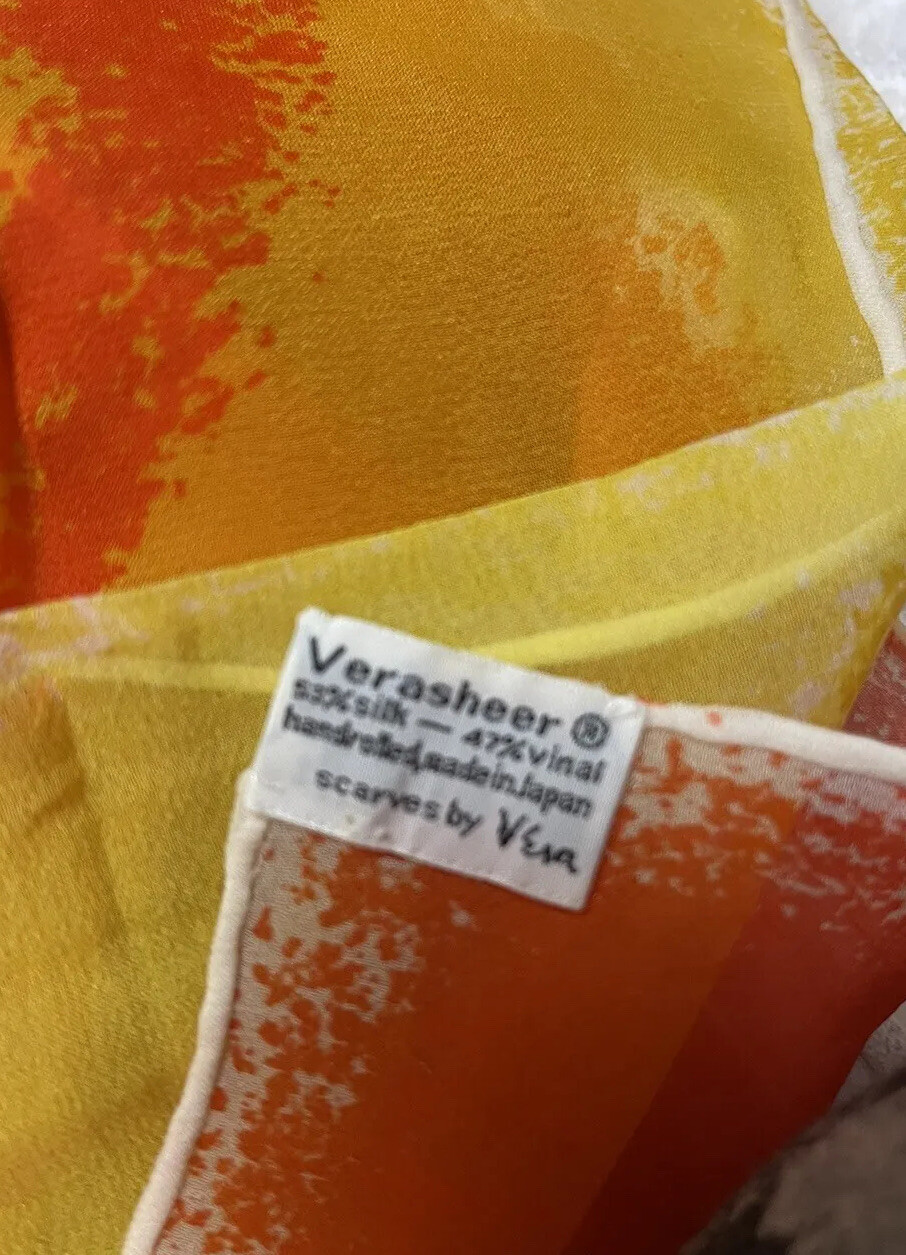 Verasheer ®
53% silk — 47% vinal
handrolled, made in Japan
scarves by Vera